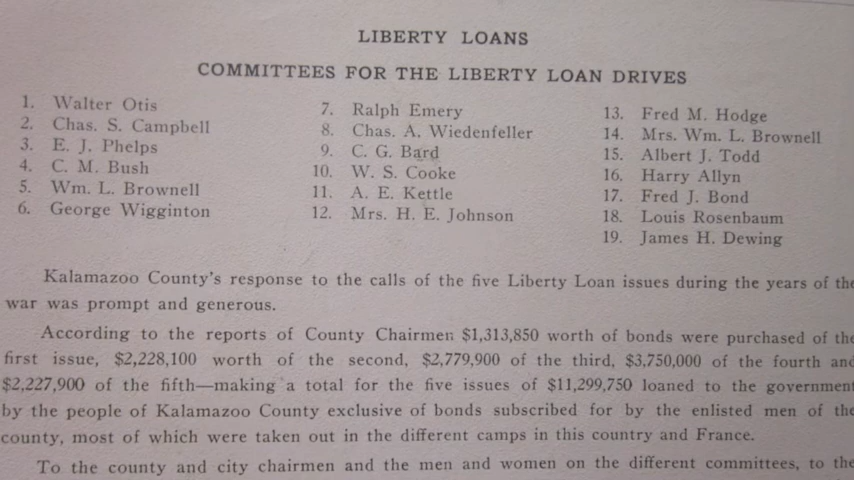 LIBERTY LOANS
COMMITTEES FOR THE LIBERTY LOAN DRIVES
1. Walter Otis
2. Chas. S. Campbell
3. E. J. Phelps
4. C. M. Bush
5. Wm. L. Brownell
6. George Wigginton
7. Ralph Emery
8. Chas. A. Wiedenfeller
9. C. G. Bard
10. W. S. Cooke
11. A. E. Kettle
12. Mrs. H. E. Johnson
13. Fred M. Hodge
14. Mrs. Wm. L. Brownell
15. Albert J. Todd
16. Harry Allyn
17. Fred J. Bond
18. Louis Rosenbaum
19. James H. Dewing
Kalamazoo County's response to the calls of the five Liberty Loan issues during the years of the
war was prompt and generous.
According to the reports of County Chairmen $1,313,850 worth of bonds were purchased of the
first issue, $2,228,100 worth of the second, $2,779,900 of the third, $3,750,000 of the fourth and
$2,227,900 of the fifth—making a total for the five issues of $11,299,750 loaned to the government
by the people of Kalamazoo County exclusive of bonds subscribed for by the enlisted men of the
county, most of which were taken out in the different camps in this country and France.
To the county and city chairmen and the men and women on the different committees, to the